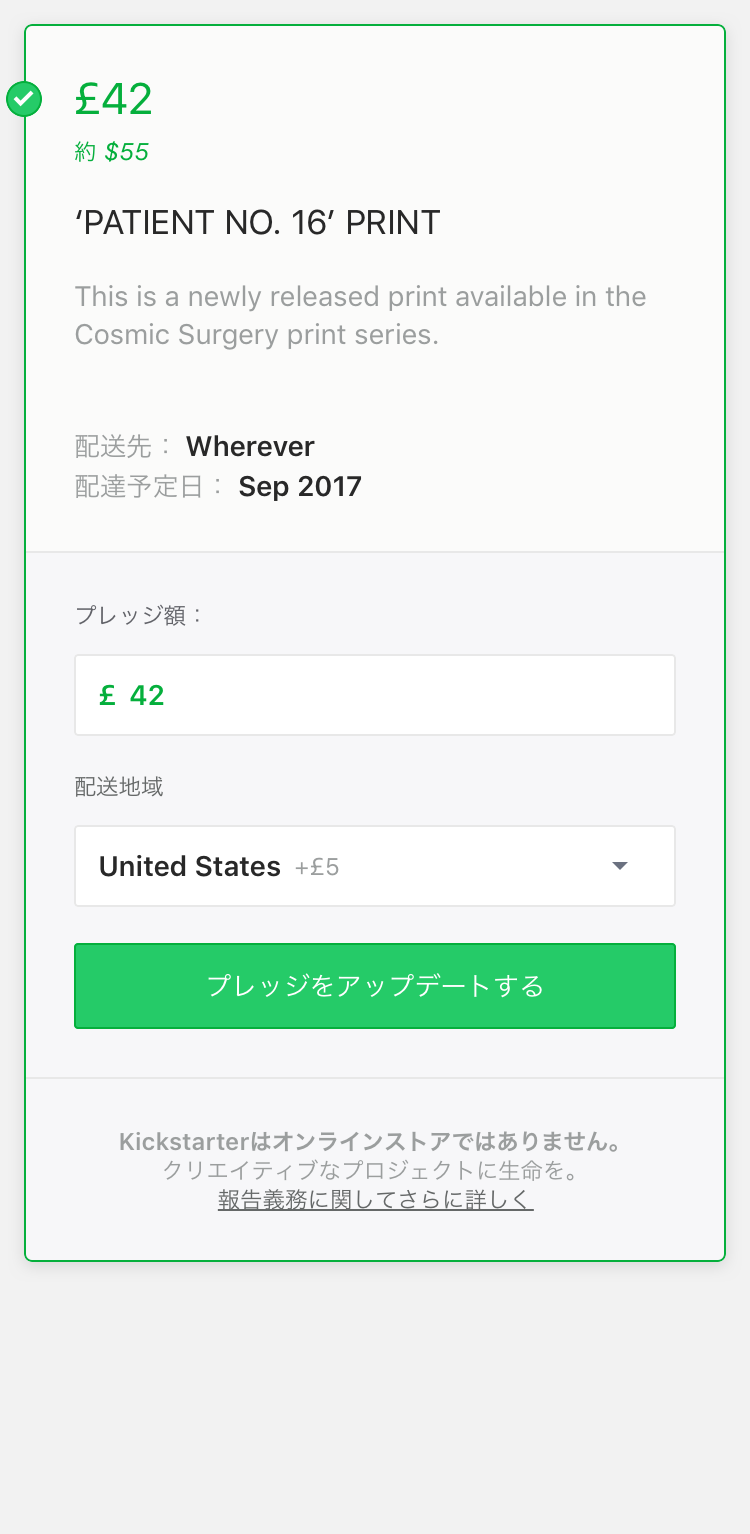 £42
約 $55
‘PATIENT NO. 16’ PRINT
This is a newly released print available in the
Cosmic Surgery print series.
配送先： Wherever
配達予定日： Sep 2017
プレッジ額：
£ 42
配送地域
United States +£5
プレッジをアップデートする
Kickstarterはオンラインストアではありません。
クリエイティブなプロジェクトに生命を。
報告義務に関してさらに詳しく